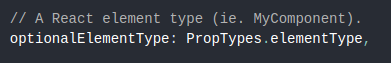 // A React element type (ie. MyComponent).
optionalElementType: PropTypes.elementType,